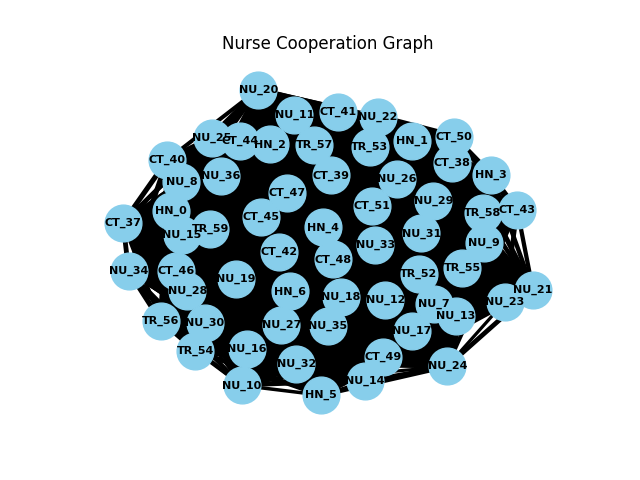 Nurse Cooperation Graph
NU_20
NU_11
CT_41
NU_22
NU_25
CT_44
HN_2
TR_57
TR_53
HN_1
CT_50
CT_40
NU_8
NU_36
CT_39
NU_26
CT_38
HN_3
CT_47
CT_51
NU_29
CT_37
HN_0
NU_15
TR_59
CT_45
HN_4
NU_33
NU_31
TR_58
CT_43
NU_9
NU_34
CT_46
NU_28
NU_19
CT_42
CT_48
TR_52
TR_55
NU_21
HN_6
NU_18
NU_12
NU_7
NU_13
NU_23
TR_56
NU_30
NU_27
NU_35
NU_17
TR_54
NU_16
NU_32
CT_49
NU_24
NU_10
HN_5
NU_14